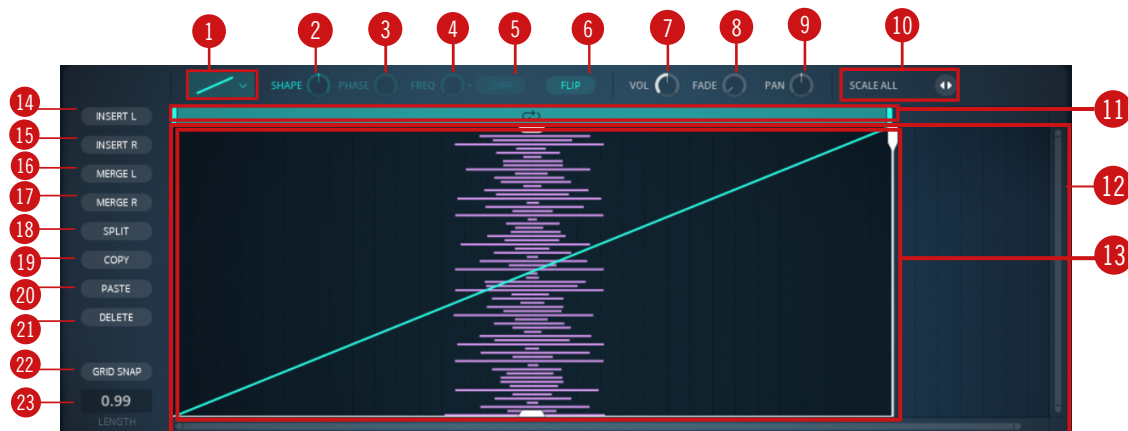 1 2 3 4 5 6 7 8 9 10
SHAPE PHASE FREQ - SNAP FLIP VOL FADE PAN SCALE ALL
11
14 INSERT L
15 INSERT R
16 MERGE L
17 MERGE R
12
18 SPLIT
13
19 COPY
20 PASTE
21 DELETE
22 GRID SNAP
23 0.99
LENGTH